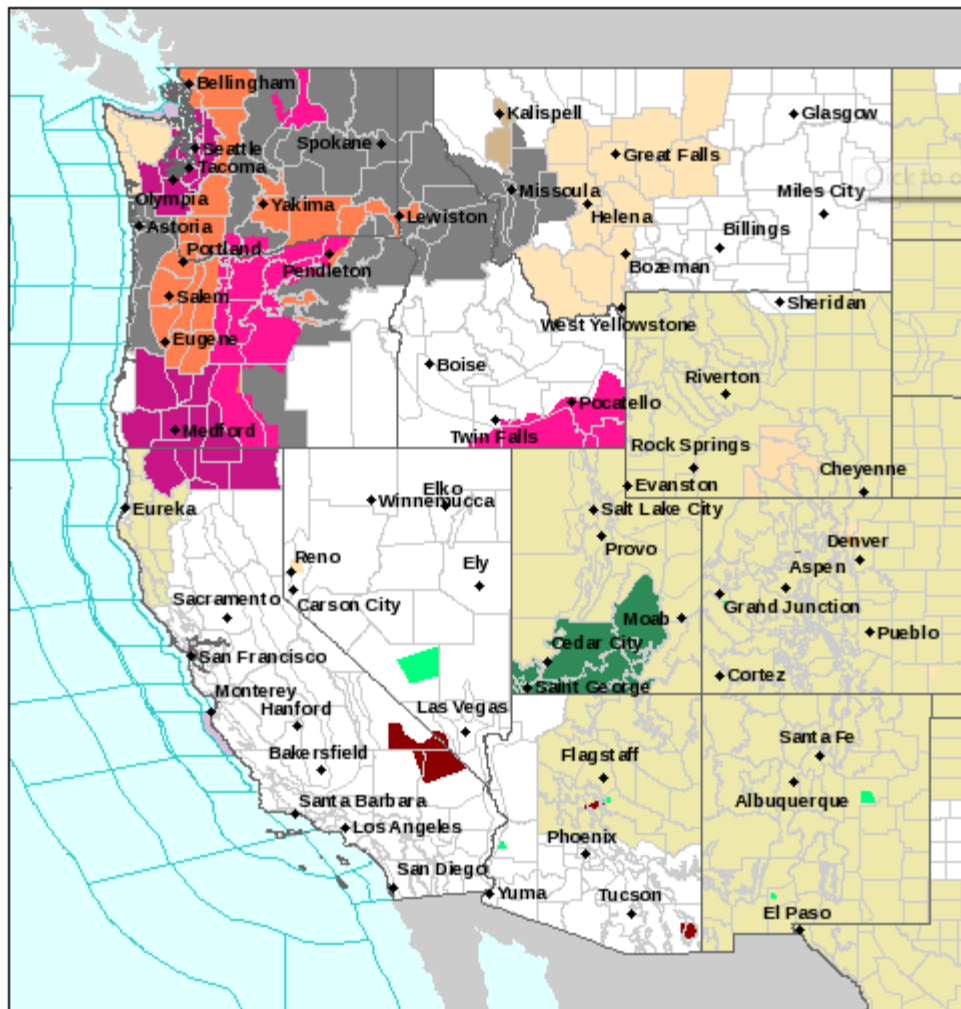 Bellingham
Kalispell
Glasgow
Spokane
Seattle
Great Falls
Tacoma
Click to
Missoula
Miles City
Olympia
Yakima
Helena
Lewiston
Astoria
Billings
Portland
Pendleton
Bozeman
Salem
Sheridan
West Yellowstone
Eugene
Boise
Riverton
Pocatello
Medford
Twin Falls
Rock Springs
Cheyenne
Evanston
Elko
Winnemucca
Eureka
Salt Lake City
Provo
Denver
Reno
Ely
Aspen
Sacramento
Carson City
Grand Junction
Moab
Pueblo
Cedar City
San Francisco
Cortez
Saint George
Monterey
Hanford
Las Vegas
Santa Fe
Bakersfield
Flagstaff
Albuquerque
Santa Barbara
Los Angeles
Phoenix
San Diego
Yuma
Tucson
El Paso